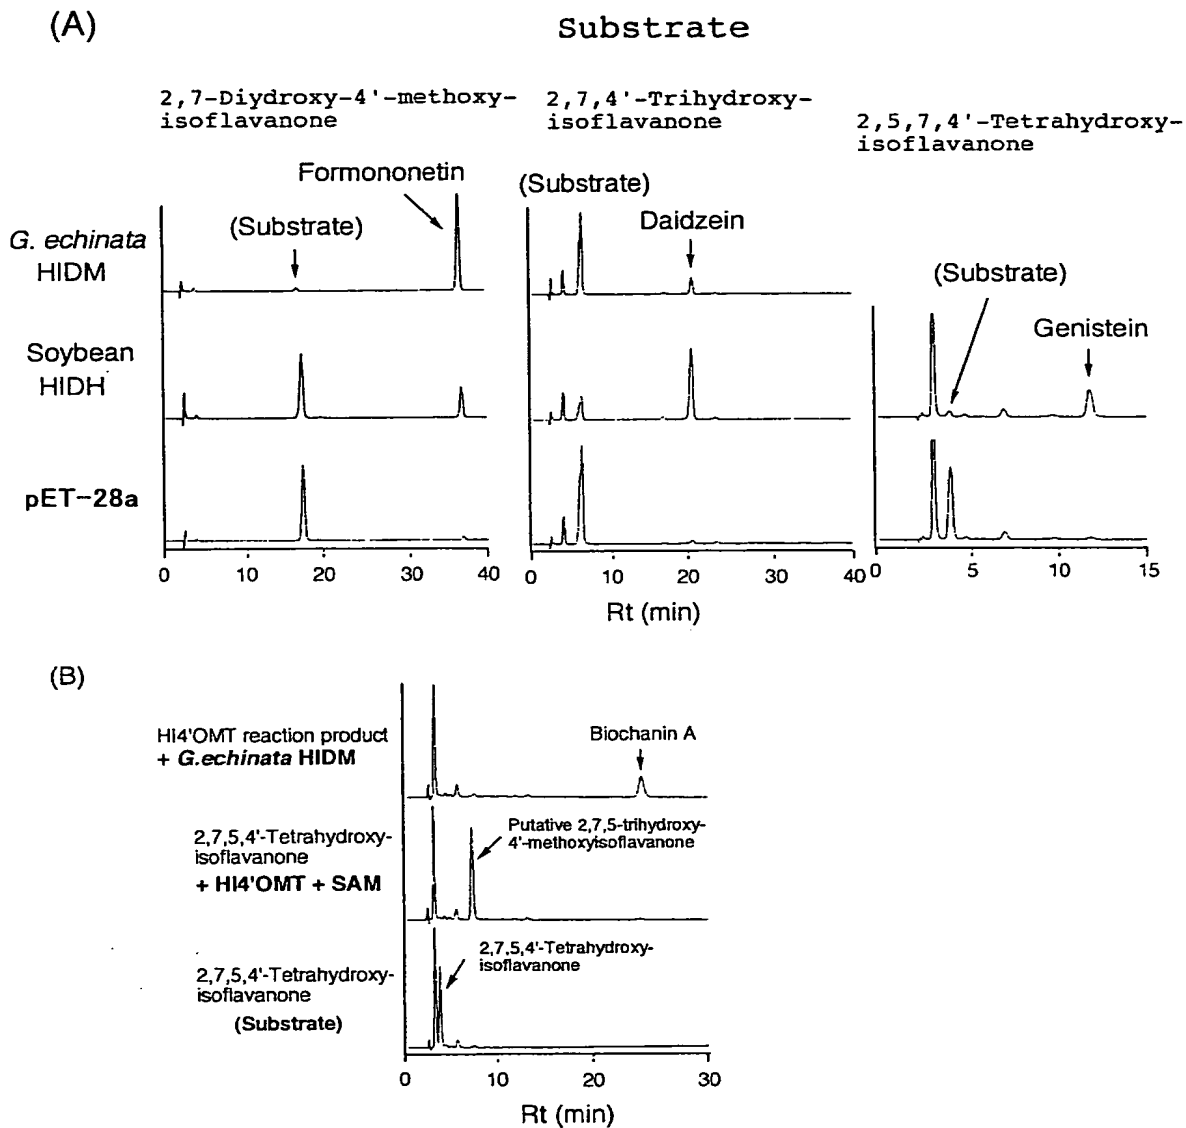 (A)
Substrate
2,7-Diydroxy-4'-methoxy-
isoflavanone
2,7,4'-Trihydroxy-
isoflavanone
2,5,7,4'-Tetrahydroxy-
isoflavanone
Formononetin
(Substrate)
(Substrate)
Daidzein
(Substrate)
Genistein
G. echinata
HIDM
Soybean
HIDH
pET-28a
0 10 20 30 40
0 10 20 30 40
0 5 10 15
Rt (min)
(B)
HI4'OMT reaction product
+ G.echinata HIDM
Biochanin A
2,7,5,4'-Tetrahydroxy-
isoflavanone
+ HI4'OMT + SAM
Putative 2,7,5-trihydroxy-
4'-methoxyisoflavanone
2,7,5,4'-Tetrahydroxy-
isoflavanone
(Substrate)
2,7,5,4'-Tetrahydroxy-
isoflavanone
0 10 20 30
Rt (min)